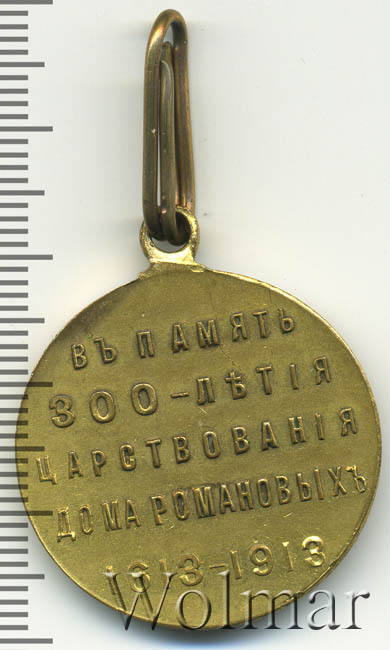 ВЪ ПАМЯТЬ
300-ЛѢТІЯ
ЦАРСТВОВАНІЯ
ДОМА РОМАНОВЫХЪ
1613-1913
Wolmar